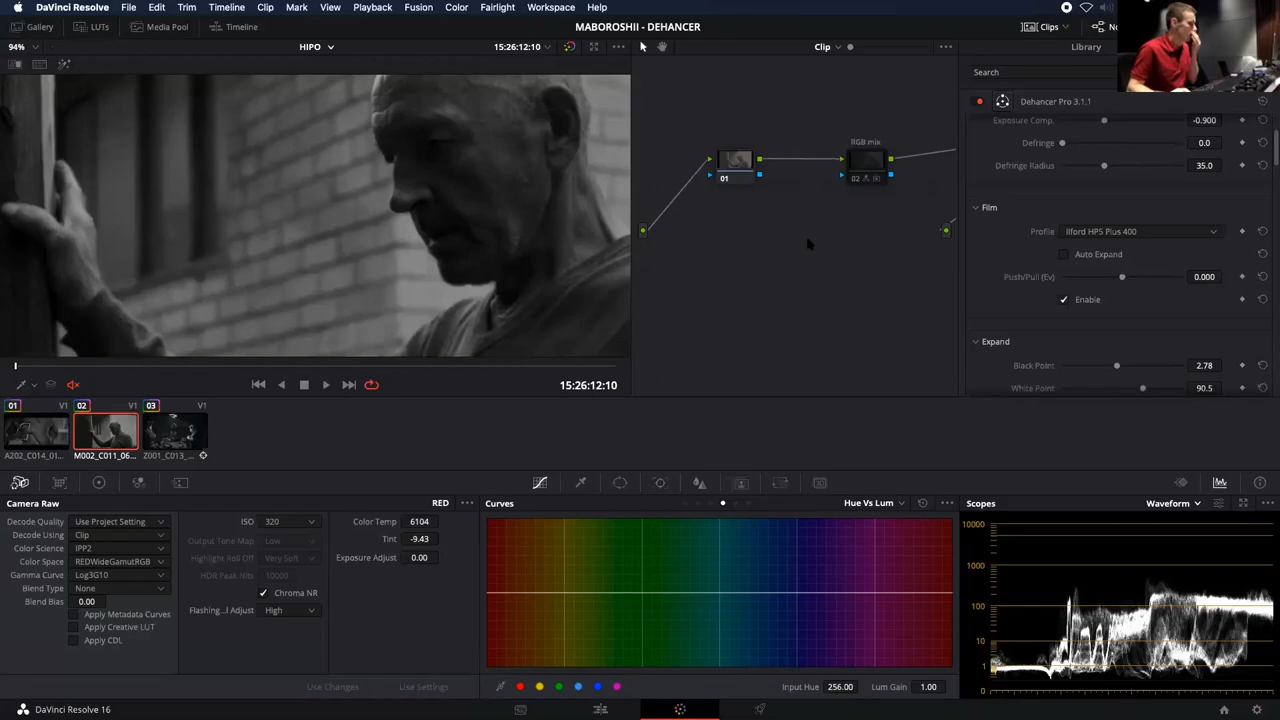 DaVinci Resolve File Edit Trim Timeline Clip Mark View Playback Fusion Color Fairlight Workspace Help
Gallery LUTs Media Pool Timeline MABOROSHII - DEHANCER Clips
94% HIPO 15:26:12:10 Clip Library
Search
Dehancer Pro 3.1.1
Exposure Comp. -0.900
Defringe 0.0
Defringe Radius 35.0
Film
Profile Ilford HP5 Plus 400
Auto Expand
Push/Pull (Ev) 0.000
Enable
Expand
Black Point 2.78
White Point 90.5
RGB mix
01 02
15:26:12:10
01 V1 02 V1 03 V1
A202_C014_01... M002_C011_06... Z001_C013_...
Camera Raw RED
Decode Quality Use Project Setting
Decode Using Clip
Color Science IPP2
Color Space REDWideGamutRGB
Gamma Curve Log3G10
Blend Type None
Blend Bias 0.00
Apply Metadata Curves
Apply Creative LUT
Apply CDL
ISO 320
Output Tone Map Low
Highlight Roll Off Very Soft
HDR Peak Nits 10000
Chroma NR
Flashing...l Adjust High
Color Temp 6104
Tint -9.43
Exposure Adjust 0.00
Use Changes Use Settings
Curves Hue Vs Lum
Input Hue 256.00 Lum Gain 1.00
Scopes Waveform
10000
1000
100
10
1
0
DaVinci Resolve 16